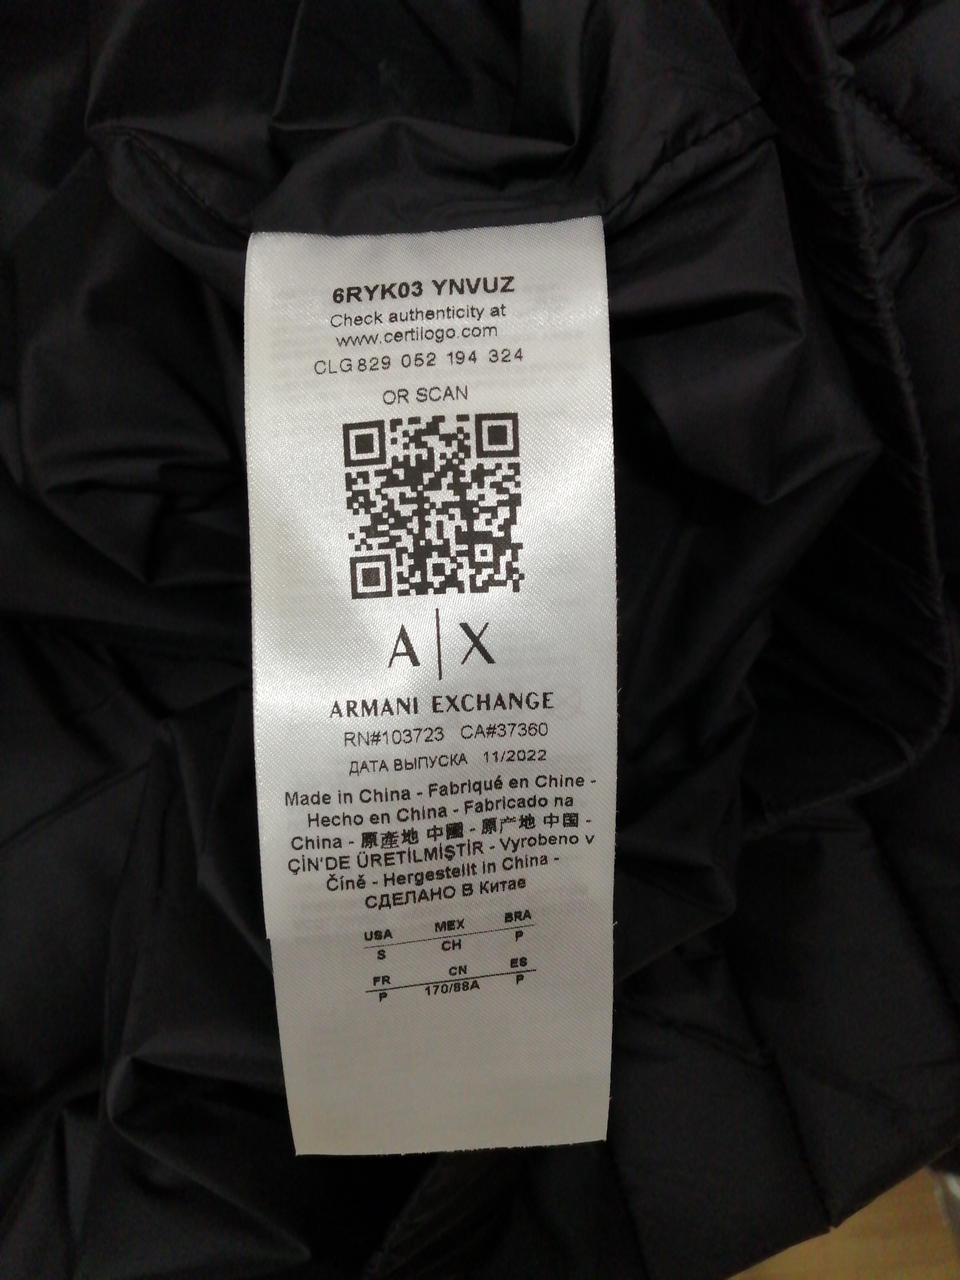 6RYK03 YNVUZ
Check authenticity at
www.certilogo.com
CLG 829 052 194 324
OR SCAN
A|X
ARMANI EXCHANGE
RN#103723 CA#37360
ДАТА ВЫПУСКА 11/2022
Made in China - Fabriqué en Chine -
Hecho en China - Fabricado na
China - 原產地 中國 - 原产地 中国 -
ÇİN'DE ÜRETİLMİŞTİR - Vyrobeno v
Číně - Hergestellt in China -
СДЕЛАНО В Китае
USA MEX BRA
S CH P
FR CN ES
P 170/88A P